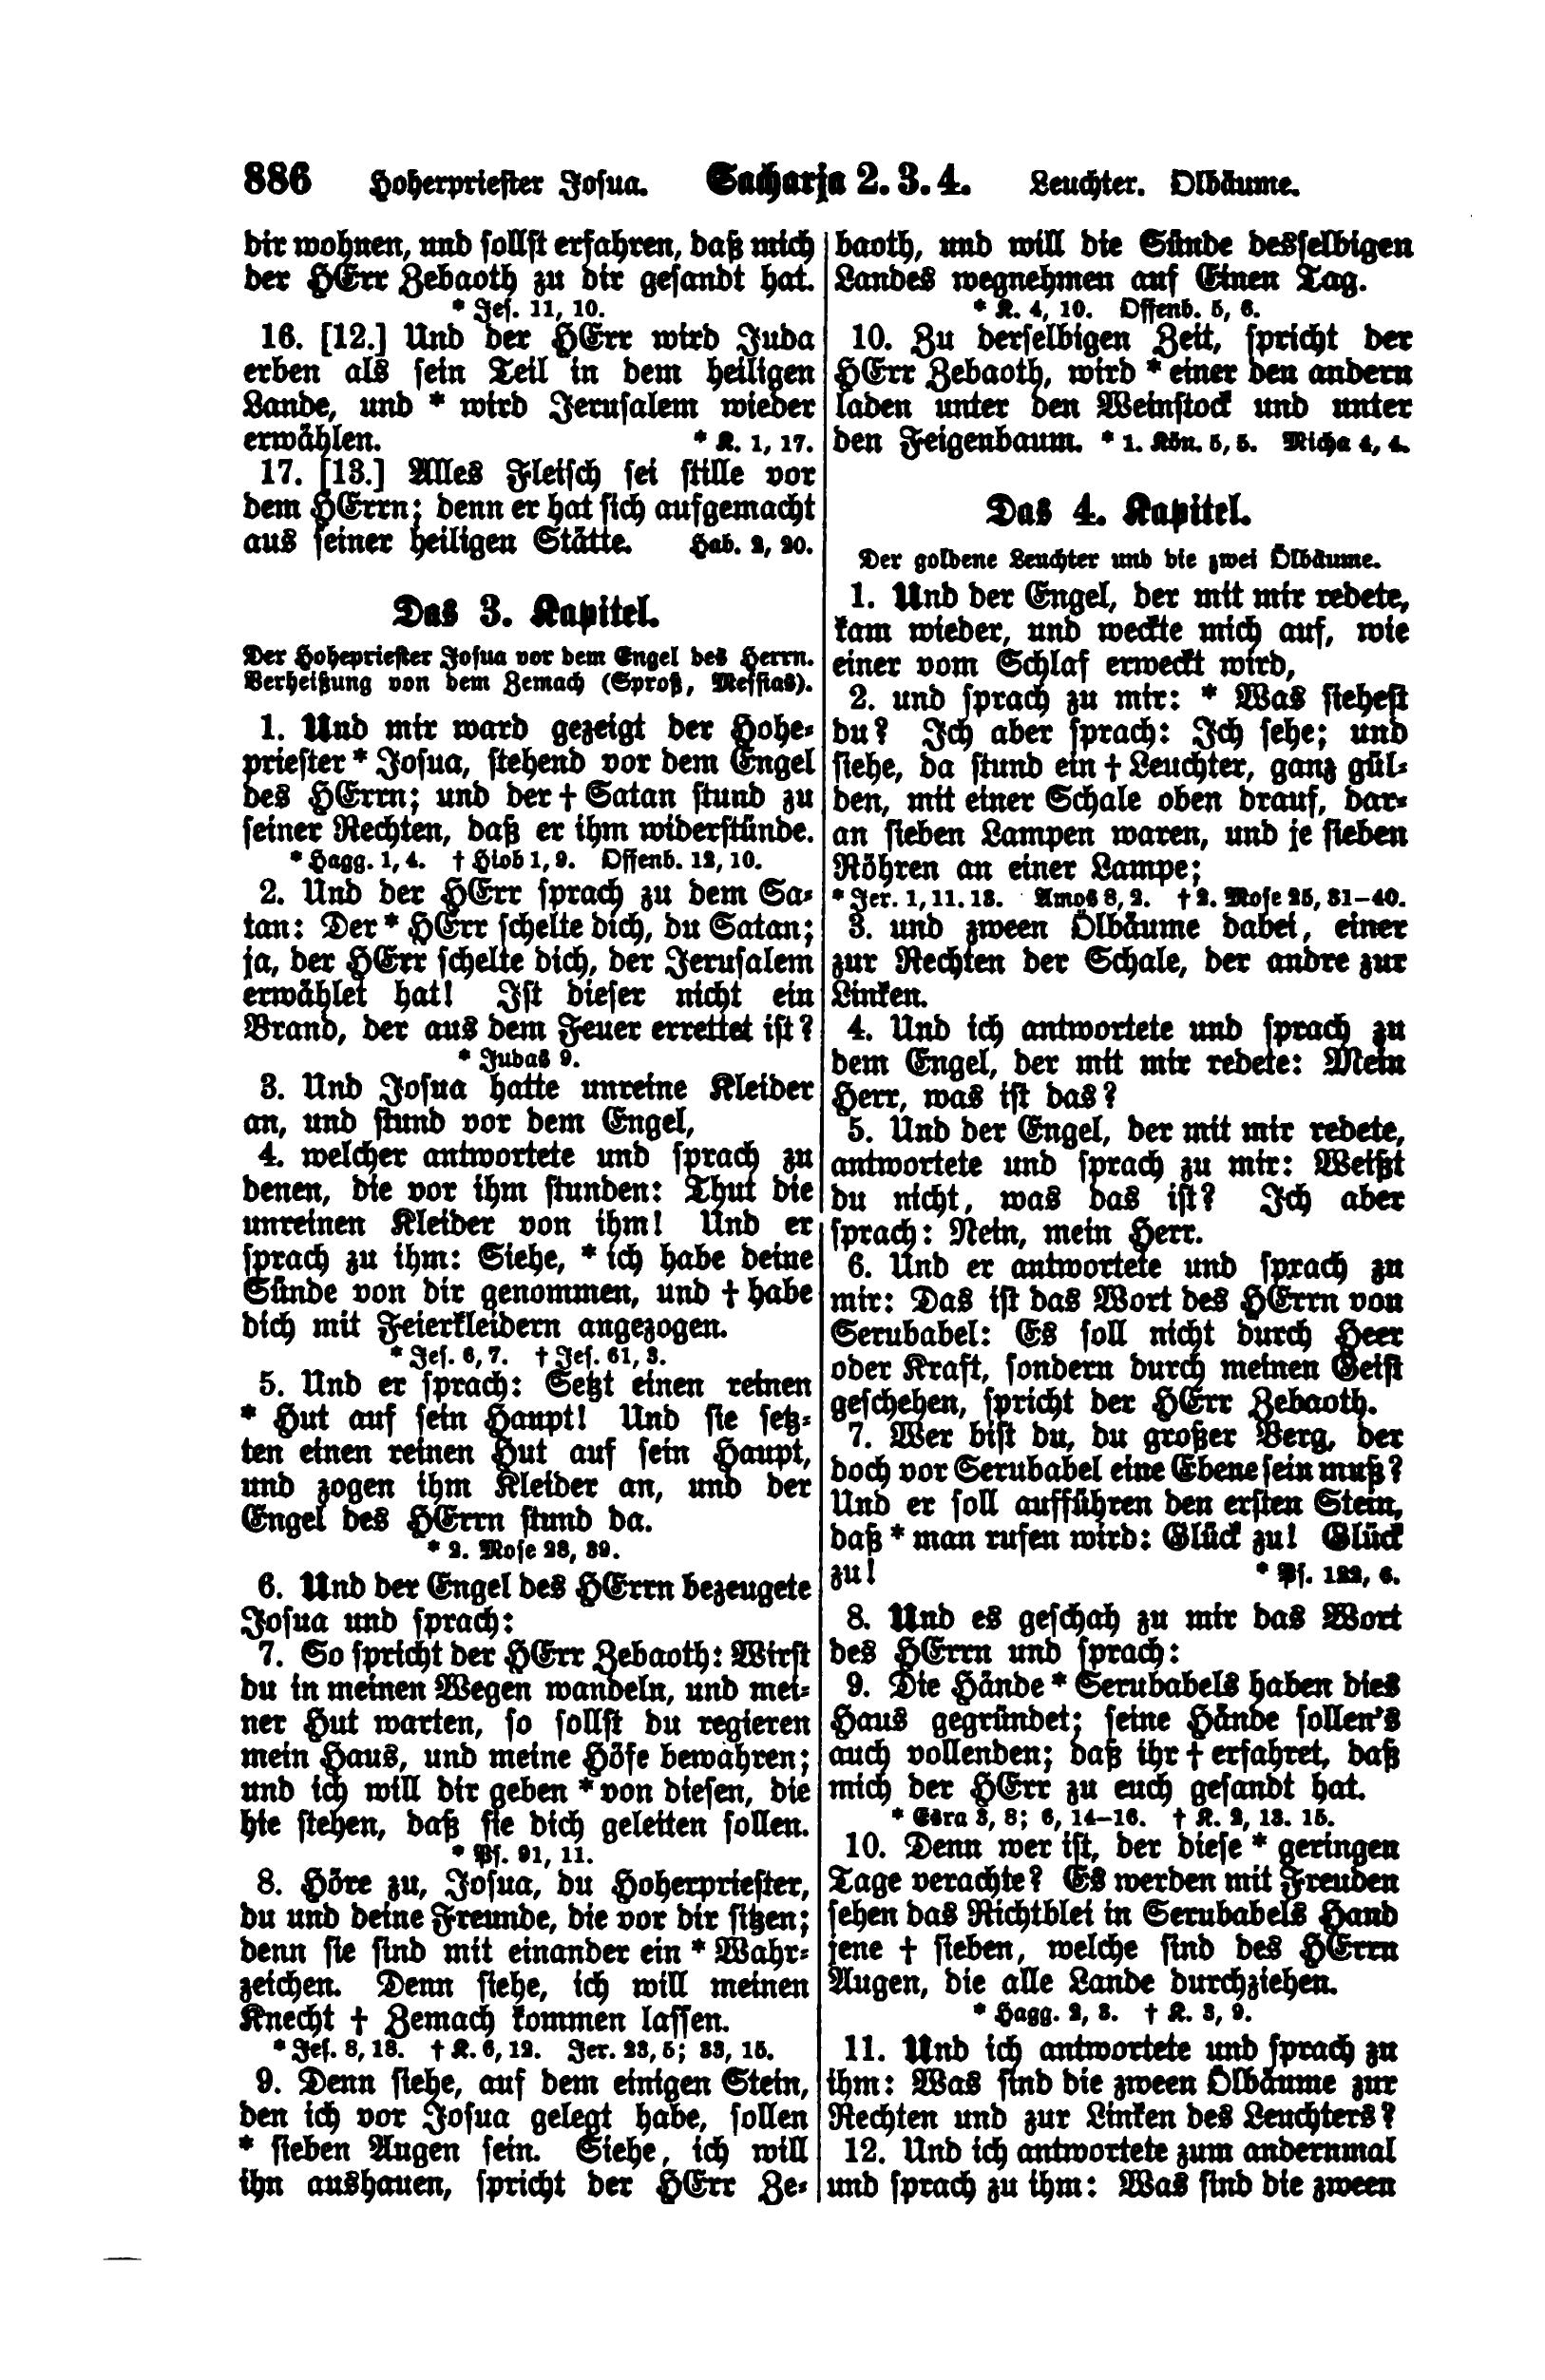 886 Hoherpriester Josua. Sacharja 2. 3. 4. Leuchter. Ölbäume.
dir wohnen, und sollst erfahren, daß mich
der HErr Zebaoth zu dir gesandt hat.
* Jes. 11, 10.
16. [12.] Und der HErr wird Juda
erben als sein Teil in dem heiligen
Lande, und * wird Jerusalem wieder
erwählen. * K. 1, 17.
17. [13.] Alles Fleisch sei stille vor
dem HErrn; denn er hat sich aufgemacht
aus seiner heiligen Stätte. Hab. 2, 20.
Das 3. Kapitel.
Der Hohepriester Josua vor dem Engel des Herrn.
Verheißung von dem Zemach (Sproß, Messias).
1. Und mir ward gezeigt der Hohe-
priester * Josua, stehend vor dem Engel
des HErrn; und der † Satan stund zu
seiner Rechten, daß er ihm widerstünde.
* Hagg. 1, 4. † Hiob 1, 9. Offenb. 12, 10.
2. Und der HErr sprach zu dem Sa-
tan: Der * HErr schelte dich, du Satan;
ja, der HErr schelte dich, der Jerusalem
erwählet hat! Ist dieser nicht ein
Brand, der aus dem Feuer errettet ist?
* Judas 9.
3. Und Josua hatte unreine Kleider
an, und stund vor dem Engel,
4. welcher antwortete und sprach zu
denen, die vor ihm stunden: Thut die
unreinen Kleider von ihm! Und er
sprach zu ihm: Siehe, * ich habe deine
Sünde von dir genommen, und † habe
dich mit Feierkleidern angezogen.
* Jes. 6, 7. † Jes. 61, 3.
5. Und er sprach: Setzt einen reinen
* Hut auf sein Haupt! Und sie setz-
ten einen reinen Hut auf sein Haupt,
und zogen ihm Kleider an, und der
Engel des HErrn stund da.
* 2. Mose 28, 39.
6. Und der Engel des HErrn bezeugete
Josua und sprach:
7. So spricht der HErr Zebaoth: Wirst
du in meinen Wegen wandeln, und mei-
ner Hut warten, so sollst du regieren
mein Haus, und meine Höfe bewahren;
und ich will dir geben * von diesen, die
hie stehen, daß sie dich geleiten sollen.
* Ps. 91, 11.
8. Höre zu, Josua, du Hoherpriester,
du und deine Freunde, die vor dir sitzen;
denn sie sind mit einander ein * Wahr-
zeichen. Denn siehe, ich will meinen
Knecht † Zemach kommen lassen.
* Jes. 8, 18. † K. 6, 12. Jer. 23, 5; 33, 15.
9. Denn siehe, auf dem einigen Stein,
den ich vor Josua gelegt habe, sollen
* sieben Augen sein. Siehe, ich will
ihn aushauen, spricht der HErr Ze-
baoth, und will die Sünde desselbigen
Landes wegnehmen auf Einen Tag.
* K. 4, 10. Offenb. 5, 6.
10. Zu derselbigen Zeit, spricht der
HErr Zebaoth, wird * einer den andern
laden unter den Weinstock und unter
den Feigenbaum. * 1. Kön. 5, 5. Micha 4, 4.
Das 4. Kapitel.
Der goldene Leuchter und die zwei Ölbäume.
1. Und der Engel, der mit mir redete,
kam wieder, und weckte mich auf, wie
einer vom Schlaf erweckt wird,
2. und sprach zu mir: * Was siehest
du? Ich aber sprach: Ich sehe; und
siehe, da stund ein † Leuchter, ganz gül-
den, mit einer Schale oben drauf, dar-
an sieben Lampen waren, und je sieben
Röhren an einer Lampe;
* Jer. 1, 11. 13. Amos 8, 2. † 2. Mose 25, 31–40.
3. und zween Ölbäume dabei, einer
zur Rechten der Schale, der andre zur
Linken.
4. Und ich antwortete und sprach zu
dem Engel, der mit mir redete: Mein
Herr, was ist das?
5. Und der Engel, der mit mir redete,
antwortete und sprach zu mir: Weißt
du nicht, was das ist? Ich aber
sprach: Nein, mein Herr.
6. Und er antwortete und sprach zu
mir: Das ist das Wort des HErrn von
Serubabel: Es soll nicht durch Heer
oder Kraft, sondern durch meinen Geist
geschehen, spricht der HErr Zebaoth.
7. Wer bist du, du großer Berg, der
doch vor Serubabel eine Ebene sein muß?
Und er soll aufführen den ersten Stein,
daß * man rufen wird: Glück zu! Glück
zu! * Ps. 122, 6.
8. Und es geschah zu mir das Wort
des HErrn und sprach:
9. Die Hände * Serubabels haben dies
Haus gegründet; seine Hände sollen's
auch vollenden; daß ihr † erfahret, daß
mich der HErr zu euch gesandt hat.
* Esra 3, 8; 6, 14–16. † K. 2, 13. 15.
10. Denn wer ist, der diese * geringen
Tage verachte? Es werden mit Freuden
sehen das Richtblei in Serubabels Hand
jene † sieben, welche sind des HErrn
Augen, die alle Lande durchziehen.
* Hagg. 2, 3. † K. 3, 9.
11. Und ich antwortete und sprach zu
ihm: Was sind die zween Ölbäume zur
Rechten und zur Linken des Leuchters?
12. Und ich antwortete zum andernmal
und sprach zu ihm: Was sind die zween